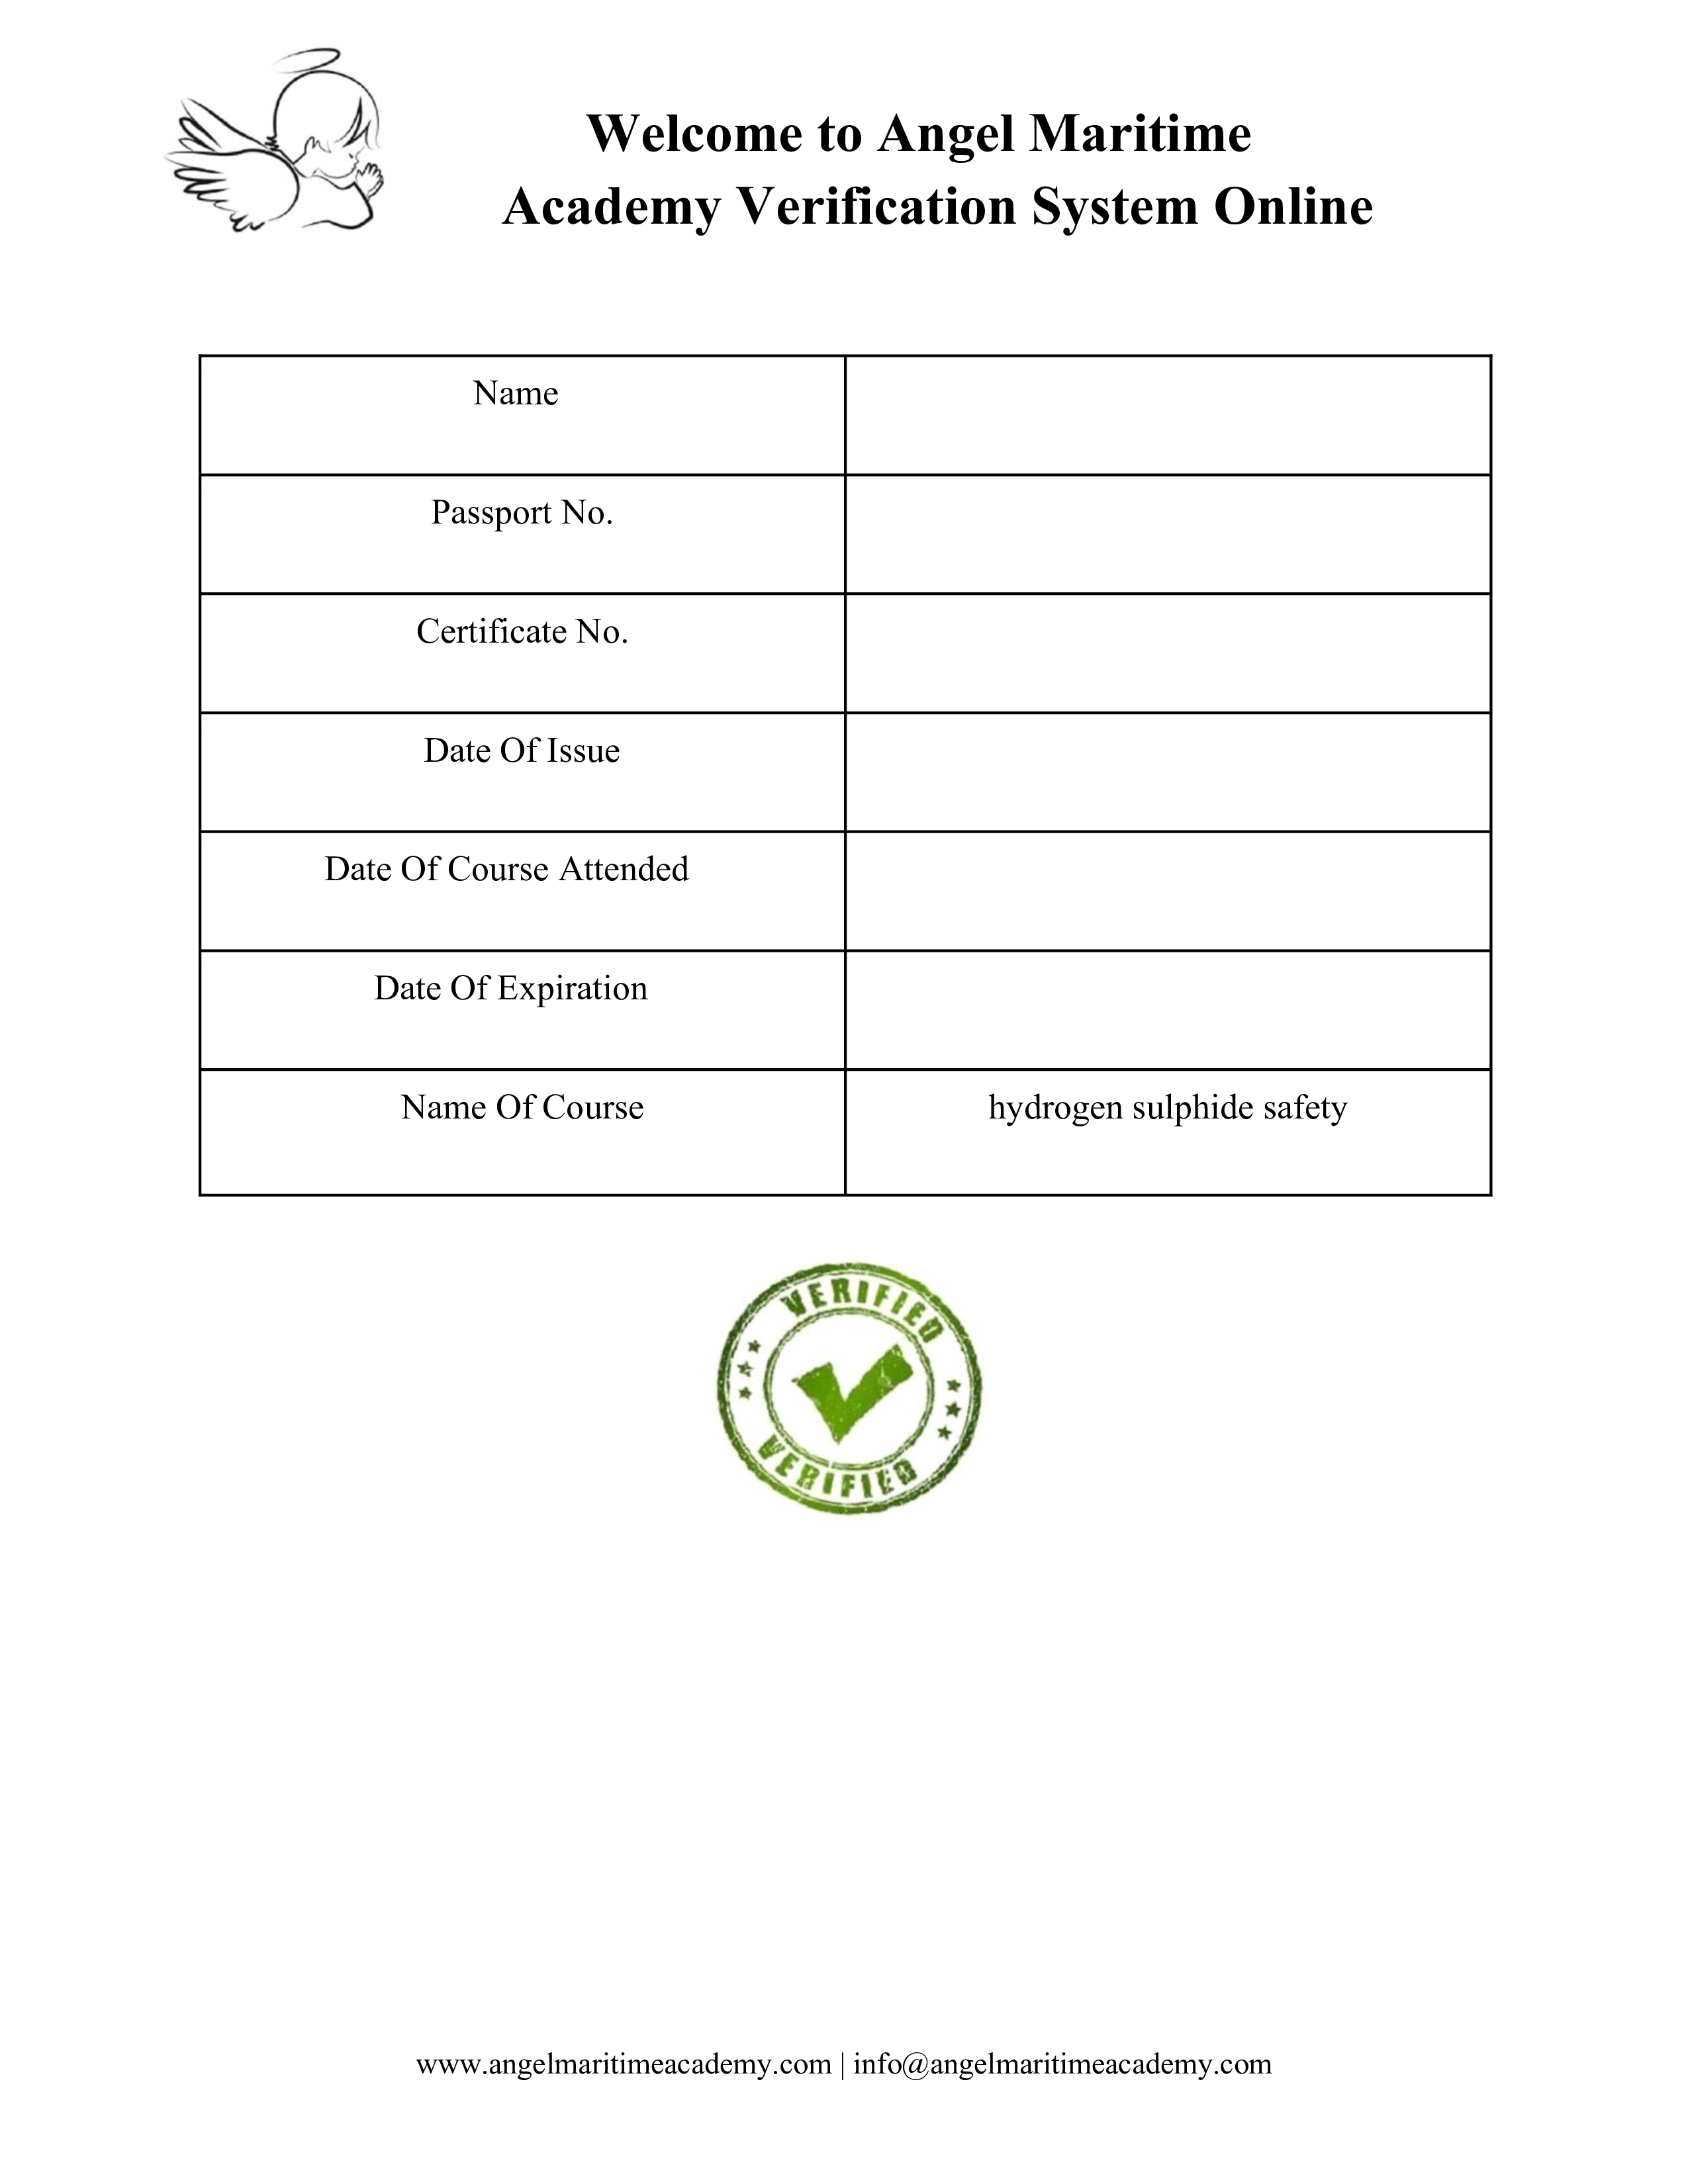 Welcome to Angel Maritime
Academy Verification System Online
Name
Passport No.
Certificate No.
Date Of Issue
Date Of Course Attended
Date Of Expiration
Name Of Course
hydrogen sulphide safety
VERIFIED
VERIFIED
www.angelmaritimeacademy.com | info@angelmaritimeacademy.com